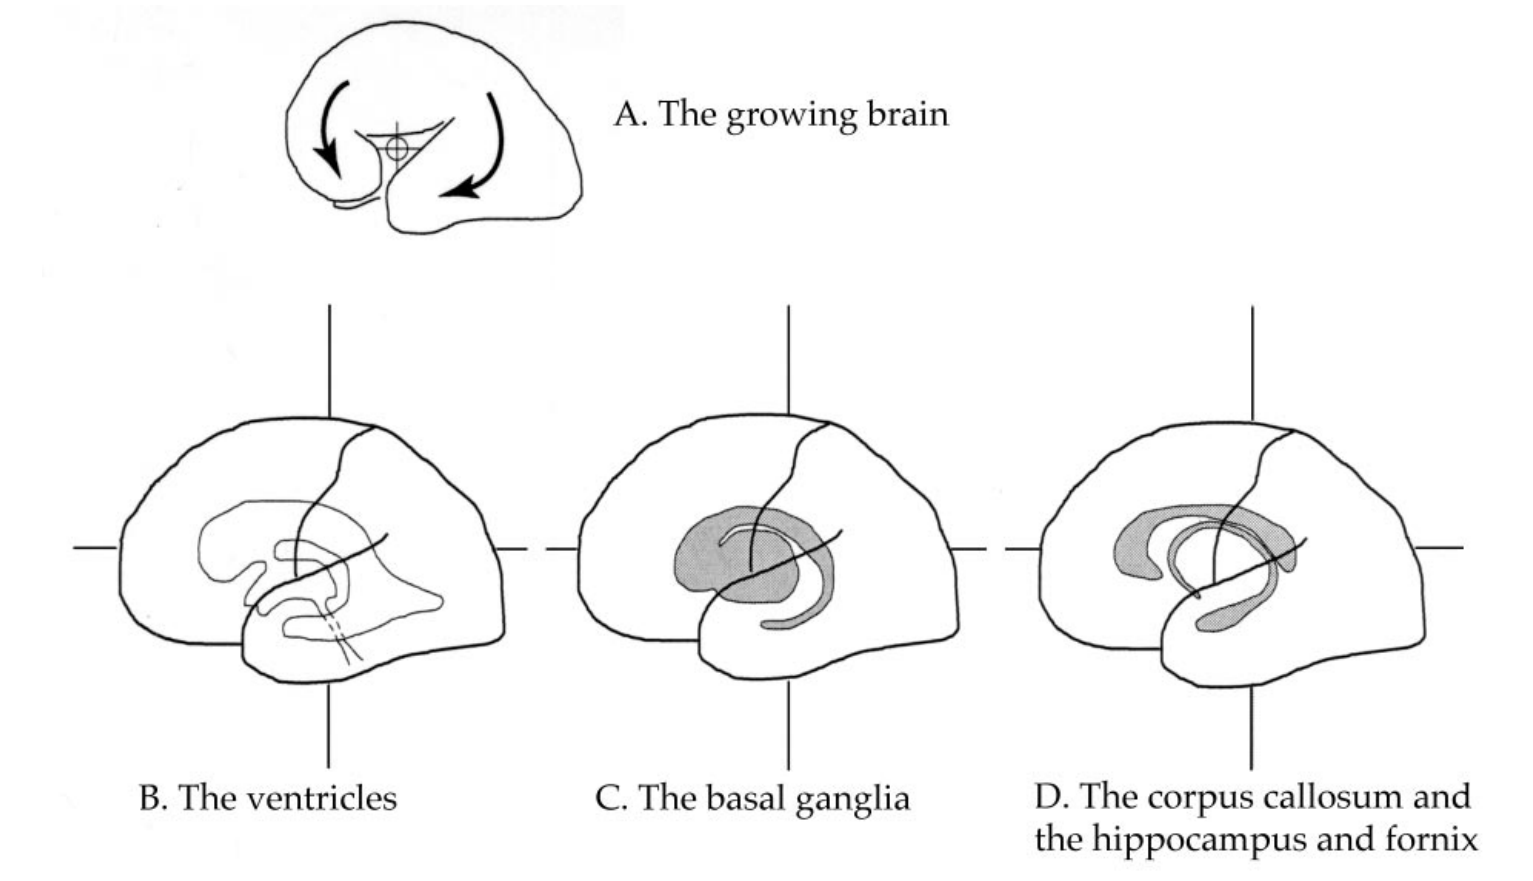 A. The growing brain
B. The ventricles
C. The basal ganglia
D. The corpus callosum and
the hippocampus and fornix